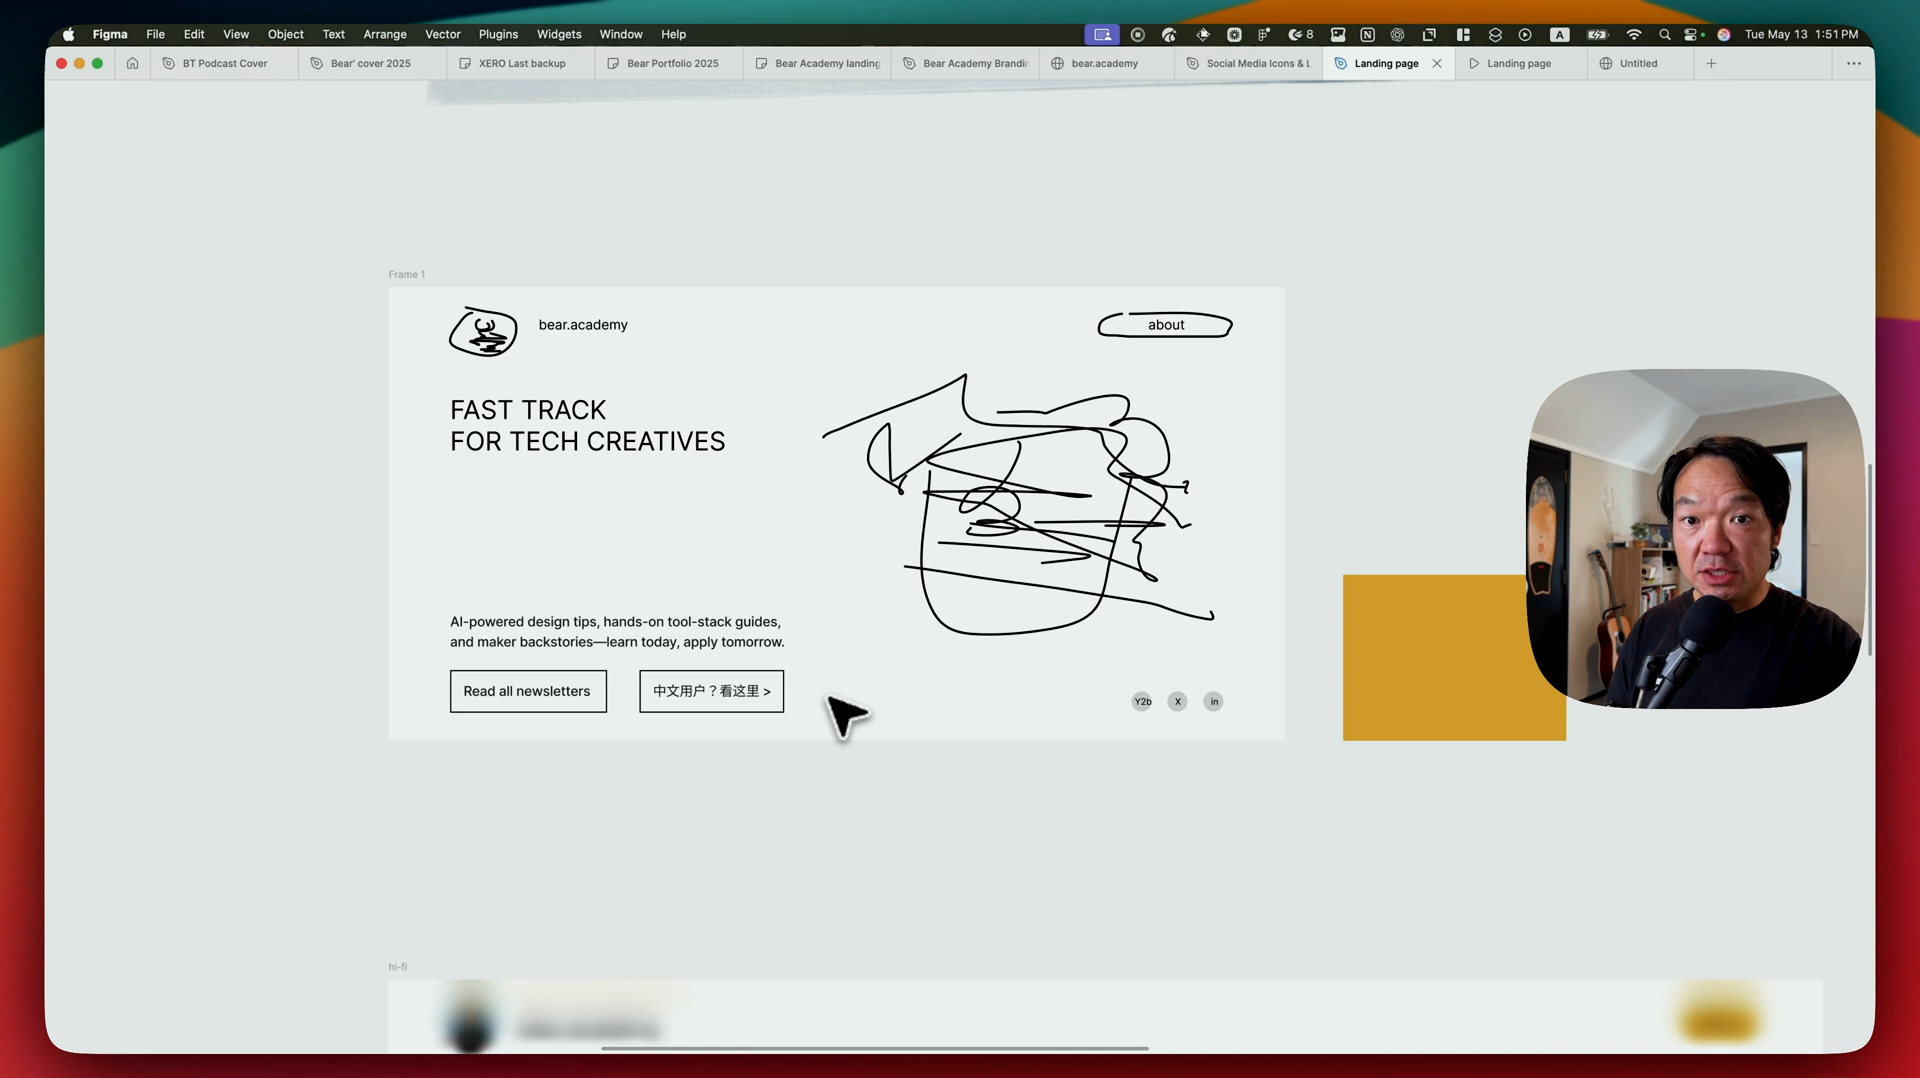 Figma File Edit View Object Text Arrange Vector Plugins Widgets Window Help
8 A Tue May 13 1:51 PM
BT Podcast Cover
Bear' cover 2025
XERO Last backup
Bear Portfolio 2025
Bear Academy landing
Bear Academy Brandin
bear.academy
Social Media Icons & L
Landing page
Landing page
Untitled
Frame 1
bear.academy
about
FAST TRACK
FOR TECH CREATIVES
AI-powered design tips, hands-on tool-stack guides,
and maker backstories—learn today, apply tomorrow.
Read all newsletters
中文用户？看这里 >
Y2b X in
hi-fi